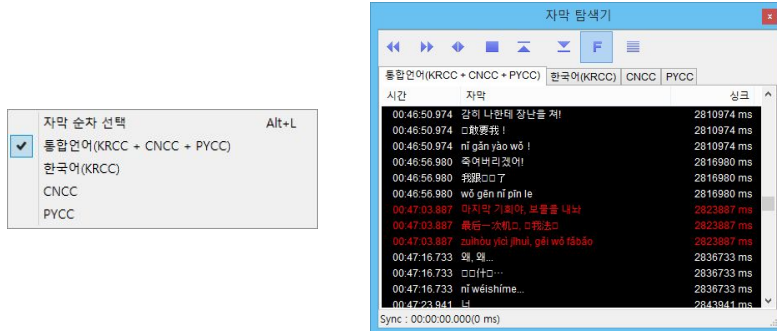 자막 순차 선택 Alt+L
통합언어(KRCC + CNCC + PYCC)
한국어(KRCC)
CNCC
PYCC
자막 탐색기
F
통합언어(KRCC + CNCC + PYCC) 한국어(KRCC) CNCC PYCC
시간 자막 싱크
00:46:50.974 감히 나한테 장난을 쳐! 2810974 ms
00:46:50.974 □敢耍我 ! 2810974 ms
00:46:50.974 nǐ gǎn yào wǒ ! 2810974 ms
00:46:56.980 죽여버리겠어! 2816980 ms
00:46:56.980 我跟□□了 2816980 ms
00:46:56.980 wǒ gēn nǐ pīn le 2816980 ms
00:47:03.887 마지막 기회야, 보물을 내놔 2823887 ms
00:47:03.887 最后一次机□, □我法□ 2823887 ms
00:47:03.887 zuìhòu yīcì jīhuì, gěi wǒ fǎbǎo 2823887 ms
00:47:16.733 왜, 왜... 2836733 ms
00:47:16.733 □□什□… 2836733 ms
00:47:16.733 nǐ wéishíme... 2836733 ms
00:47:23.941 너 2843941 ms
Sync : 00:00:00.000(0 ms)